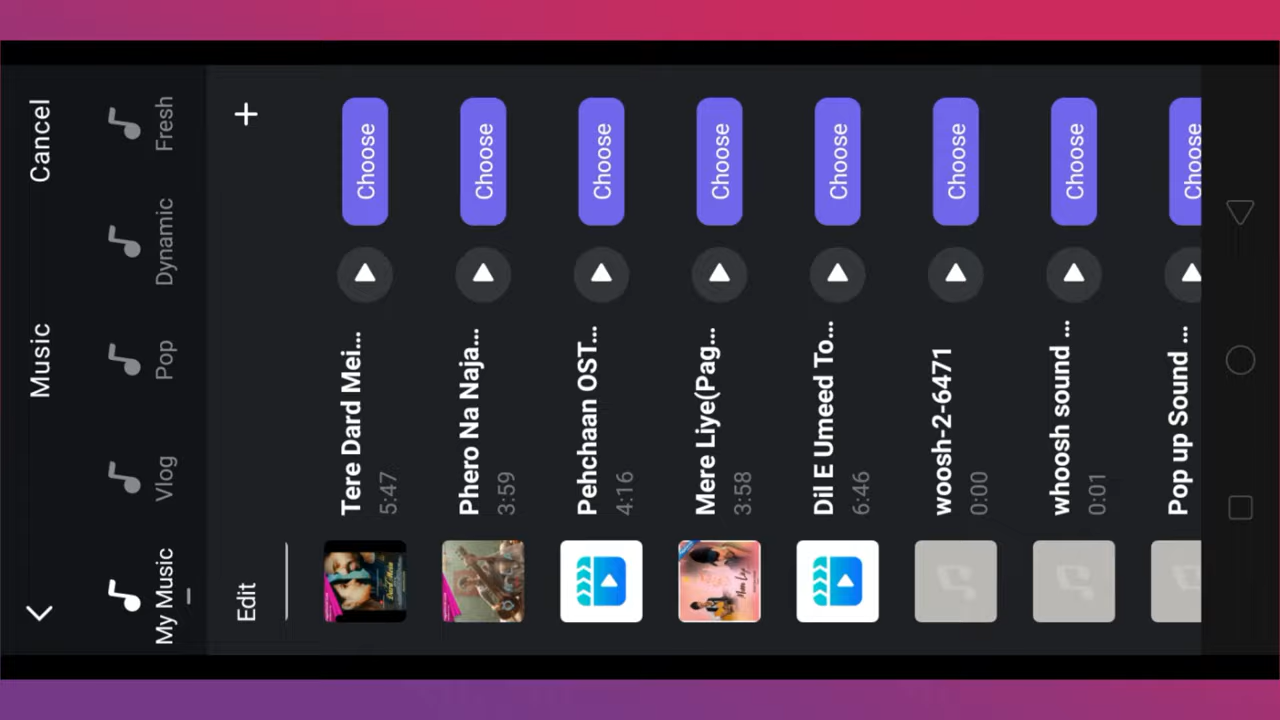 Music
Cancel
My Music
Vlog
Pop
Dynamic
Fresh
Edit
+
Tere Dard Mei...
5:47
Choose
Phero Na Naja...
3:59
Choose
Pehchaan OST...
4:16
Choose
Mere Liye(Pag...
3:58
Choose
Dil E Umeed To...
6:46
Choose
woosh-2-6471
0:00
Choose
whoosh sound ...
0:01
Choose
Pop up Sound ...
Choose